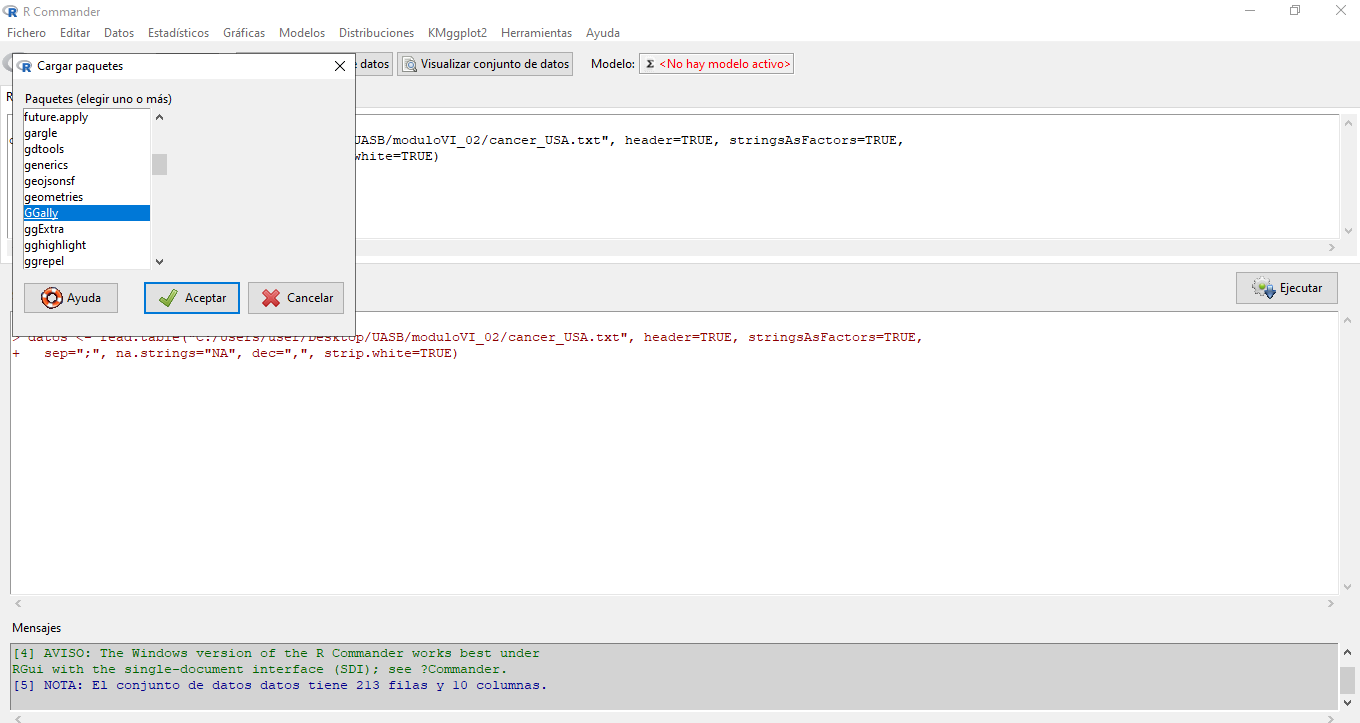 R Commander
Fichero Editar Datos Estadísticos Gráficas Modelos Distribuciones KMggplot2 Herramientas Ayuda
datos Visualizar conjunto de datos Modelo: Σ <No hay modelo activo>
Cargar paquetes
Paquetes (elegir uno o más)
future.apply
gargle
gdtools
generics
geojsonsf
geometries
GGally
ggExtra
gghighlight
ggrepel
Ayuda Aceptar Cancelar
UASB/moduloVI_02/cancer_USA.txt", header=TRUE, stringsAsFactors=TRUE,
white=TRUE)
Ejecutar
> datos <- read.table("C:/Users/user/Desktop/UASB/moduloVI_02/cancer_USA.txt", header=TRUE, stringsAsFactors=TRUE,
+   sep=";", na.strings="NA", dec=",", strip.white=TRUE)
Mensajes
[4] AVISO: The Windows version of the R Commander works best under
RGui with the single-document interface (SDI); see ?Commander.
[5] NOTA: El conjunto de datos datos tiene 213 filas y 10 columnas.